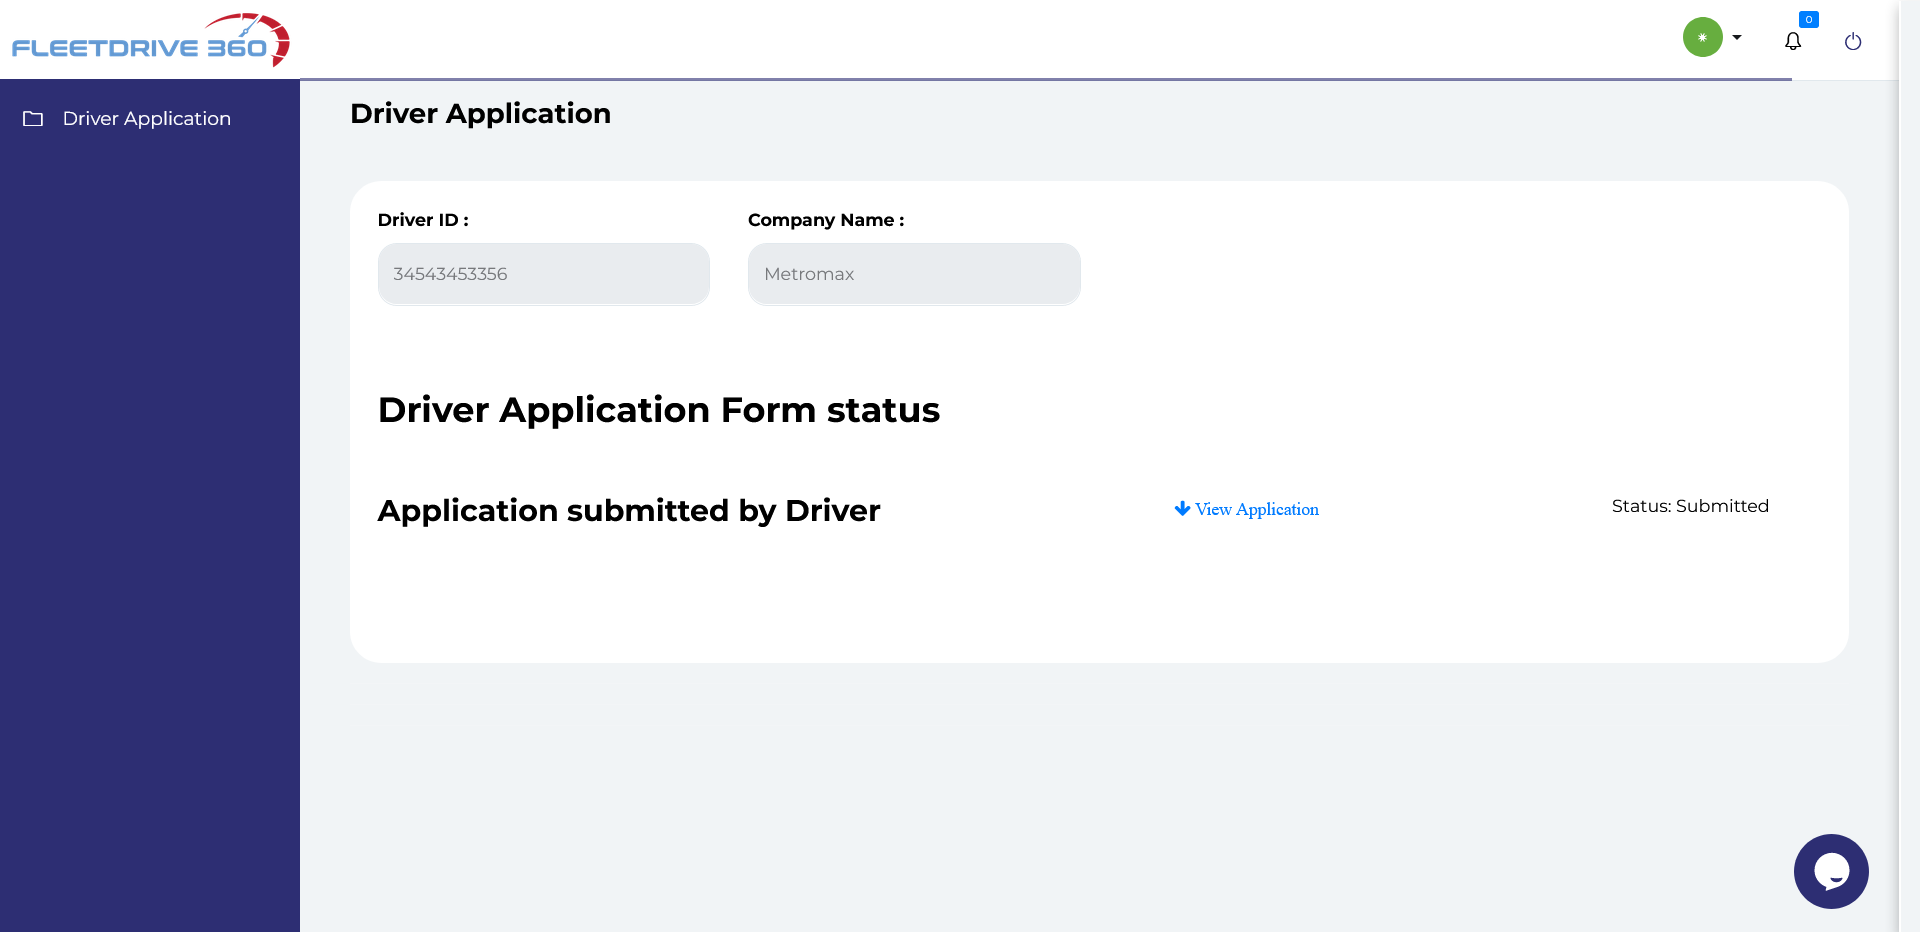 FLEETDRIVE 360
0
Driver Application
Driver Application
Driver ID :
Company Name :
34543453356
Metromax
Driver Application Form status
Application submitted by Driver
View Application
Status: Submitted